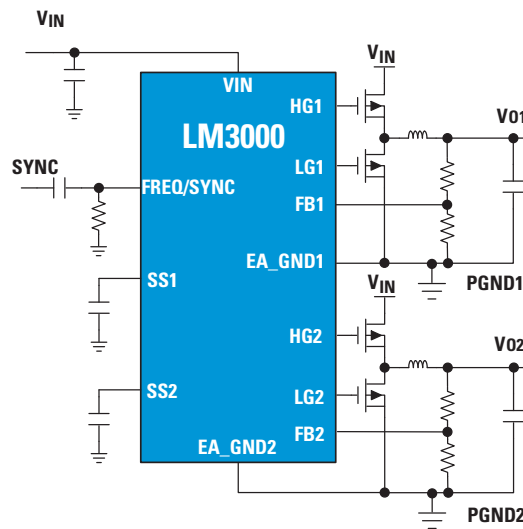 VIN
VIN
VIN
HG1
VO1
LM3000
SYNC
LG1
FREQ/SYNC
FB1
EA_GND1
SS1
VIN
PGND1
HG2
VO2
SS2
LG2
FB2
EA_GND2
PGND2